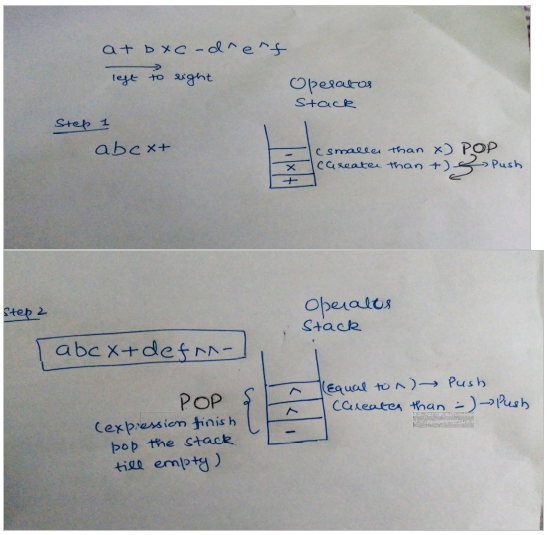 a + b × c - d ^ e ^ f
left to right
Operator
Stack
Step 1
abc×+
- (smaller than ×) POP
× (Greater than +) → Push
+
Step 2
Operator
Stack
abc×+def^^-
^ (Equal to ^) → Push
^ (Greater than -) → Push
-
POP
(expression finish
pop the stack
till empty)